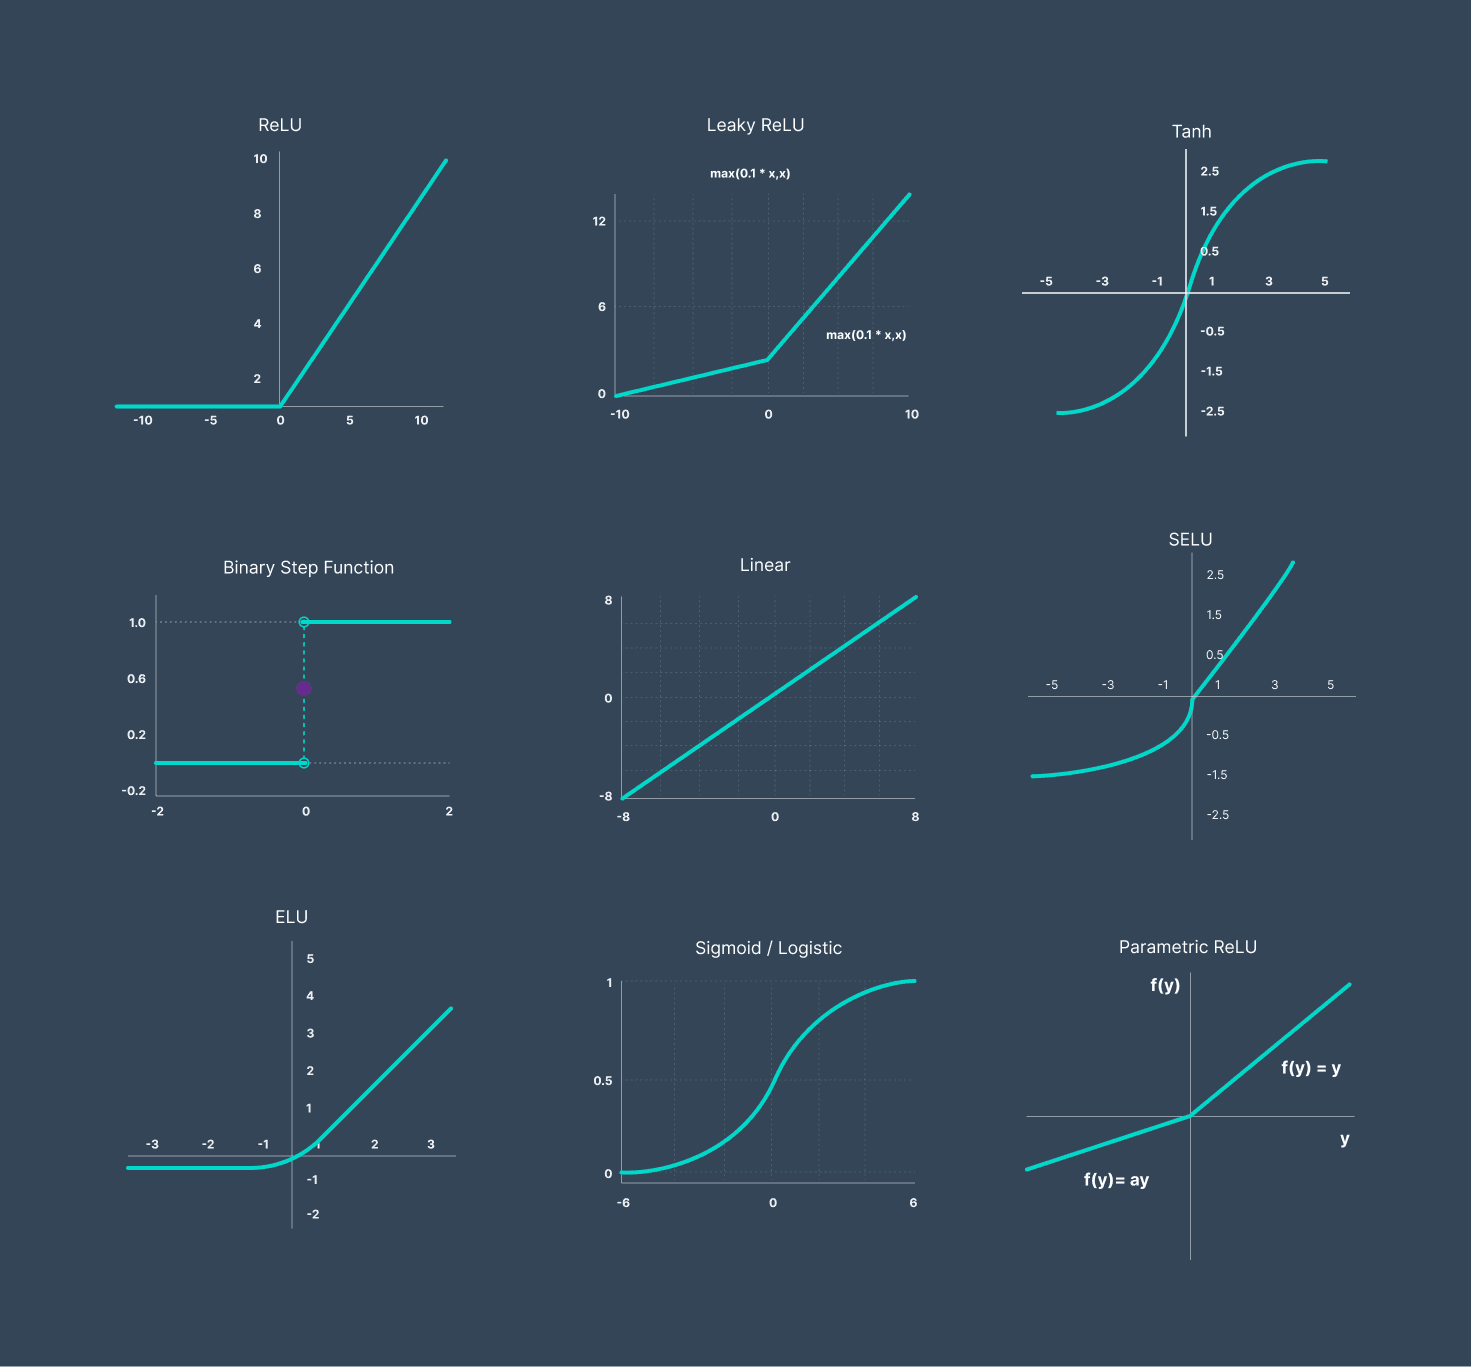 ReLU
10
8
6
4
2
-10 -5 0 5 10
Leaky ReLU
max(0.1 * x,x)
12
6
max(0.1 * x,x)
0
-10 0 10
Tanh
2.5
1.5
0.5
-5 -3 -1 1 3 5
-0.5
-1.5
-2.5
Binary Step Function
1.0
0.6
0.2
-0.2
-2 0 2
Linear
8
0
-8
-8 0 8
SELU
2.5
1.5
0.5
-5 -3 -1 1 3 5
-0.5
-1.5
-2.5
ELU
5
4
3
2
1
-3 -2 -1 1 2 3
-1
-2
Sigmoid / Logistic
1
0.5
0
-6 0 6
Parametric ReLU
f(y)
f(y) = y
y
f(y)= ay